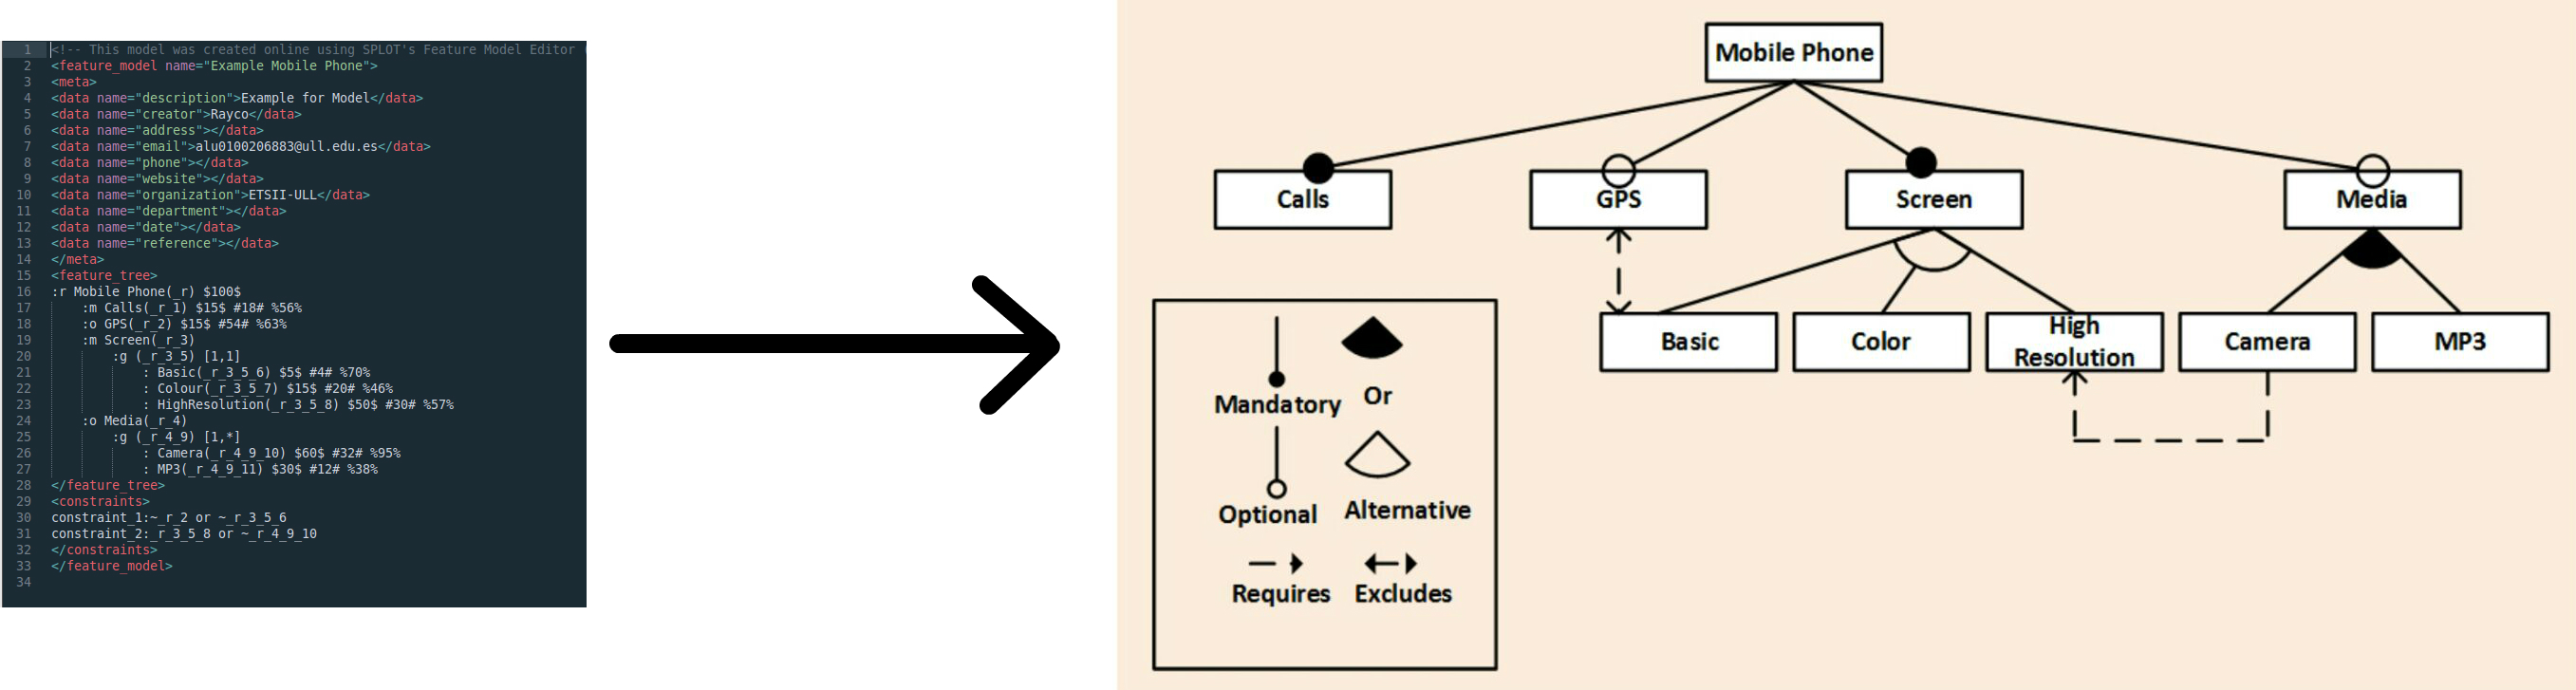 1 <!-- This model was created online using SPLOT's Feature Model Editor (
2 <feature_model name="Example Mobile Phone">
3 <meta>
4 <data name="description">Example for Model</data>
5 <data name="creator">Rayco</data>
6 <data name="address"></data>
7 <data name="email">alu0100206883@ull.edu.es</data>
8 <data name="phone"></data>
9 <data name="website"></data>
10 <data name="organization">ETSII-ULL</data>
11 <data name="department"></data>
12 <data name="date"></data>
13 <data name="reference"></data>
14 </meta>
15 <feature_tree>
16 :r Mobile Phone(_r) $100$
17 :m Calls(_r_1) $15$ #18# %56%
18 :o GPS(_r_2) $15$ #54# %63%
19 :m Screen(_r_3)
20 :g (_r_3_5) [1,1]
21 : Basic(_r_3_5_6) $5$ #4# %70%
22 : Colour(_r_3_5_7) $15$ #20# %46%
23 : HighResolution(_r_3_5_8) $50$ #30# %57%
24 :o Media(_r_4)
25 :g (_r_4_9) [1,*]
26 : Camera(_r_4_9_10) $60$ #32# %95%
27 : MP3(_r_4_9_11) $30$ #12# %38%
28 </feature_tree>
29 <constraints>
30 constraint_1:~_r_2 or ~_r_3_5_6
31 constraint_2:_r_3_5_8 or ~_r_4_9_10
32 </constraints>
33 </feature_model>
34
Mobile Phone
Calls
GPS
Screen
Media
Basic
Color
High
Resolution
Camera
MP3
Mandatory
Or
Optional
Alternative
Requires
Excludes